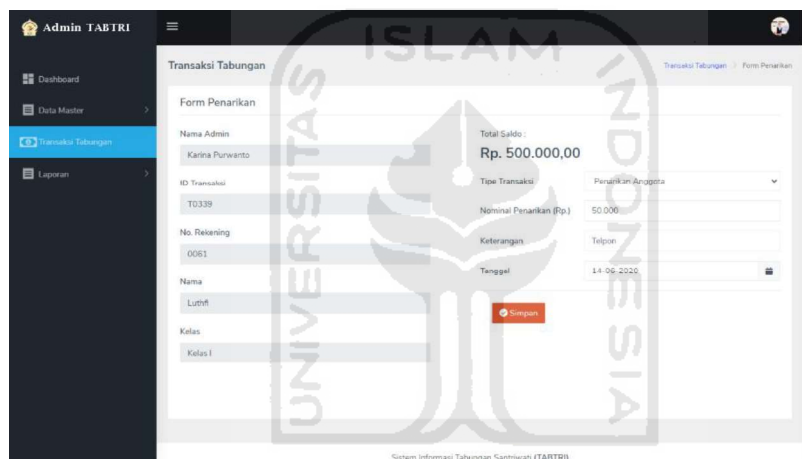 Admin TABTRI
Dashboard
Data Master
Transaksi Tabungan
Laporan
Transaksi Tabungan
Transaksi Tabungan
Form Penarikan
Form Penarikan
Nama Admin
Karina Purwanto
ID Transaksi
T0339
No. Rekening
0061
Nama
Luthfi
Kelas
Kelas I
Total Saldo :
Rp. 500.000,00
Tipe Transaksi
Penarikan Anggota
Nominal Penarikan (Rp.)
50.000
Keterangan
Telpon
Tanggal
14-06-2020
Simpan
Sistem Informasi Tabungan Santriwati (TABTRI)
ISLAM
UNIVERSITAS
INDONESIA